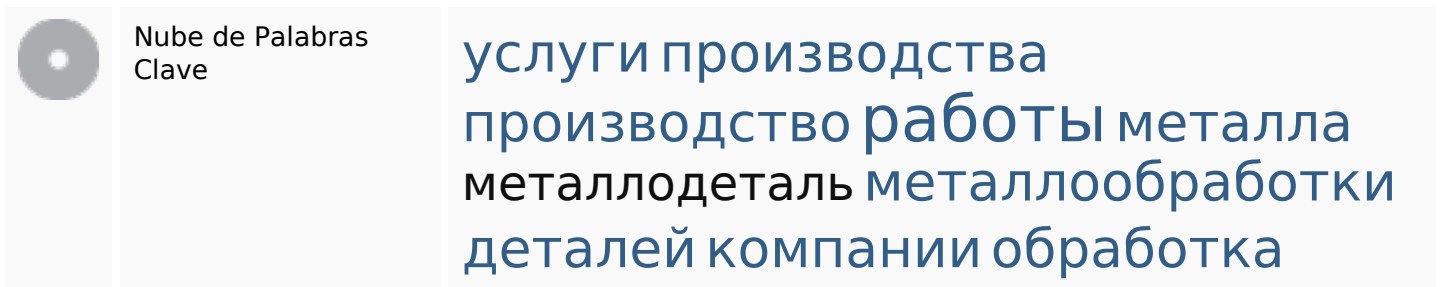 Nube de Palabras
Clave
услуги производства
производство работы металла
металлодеталь металлообработки
деталей компании обработка